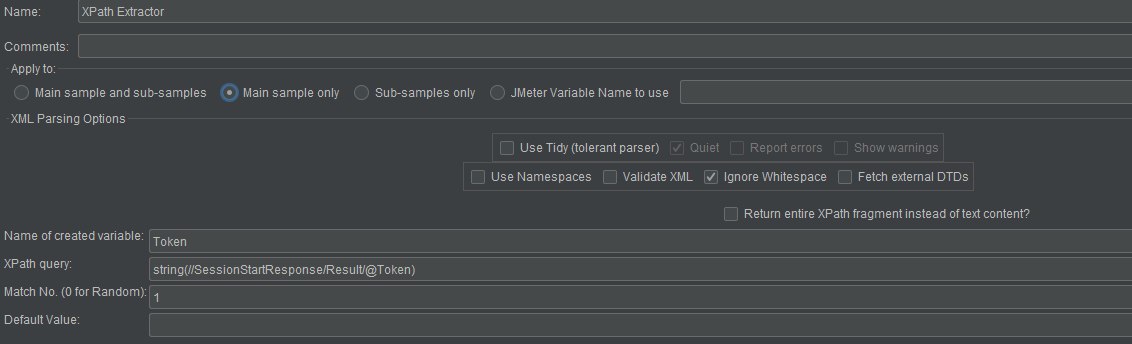 Name: XPath Extractor
Comments:
Apply to:
Main sample and sub-samples Main sample only Sub-samples only JMeter Variable Name to use
XML Parsing Options
Use Tidy (tolerant parser) Quiet Report errors Show warnings
Use Namespaces Validate XML Ignore Whitespace Fetch external DTDs
Return entire XPath fragment instead of text content?
Name of created variable: Token
XPath query: string(//SessionStartResponse/Result/@Token)
Match No. (0 for Random): 1
Default Value: